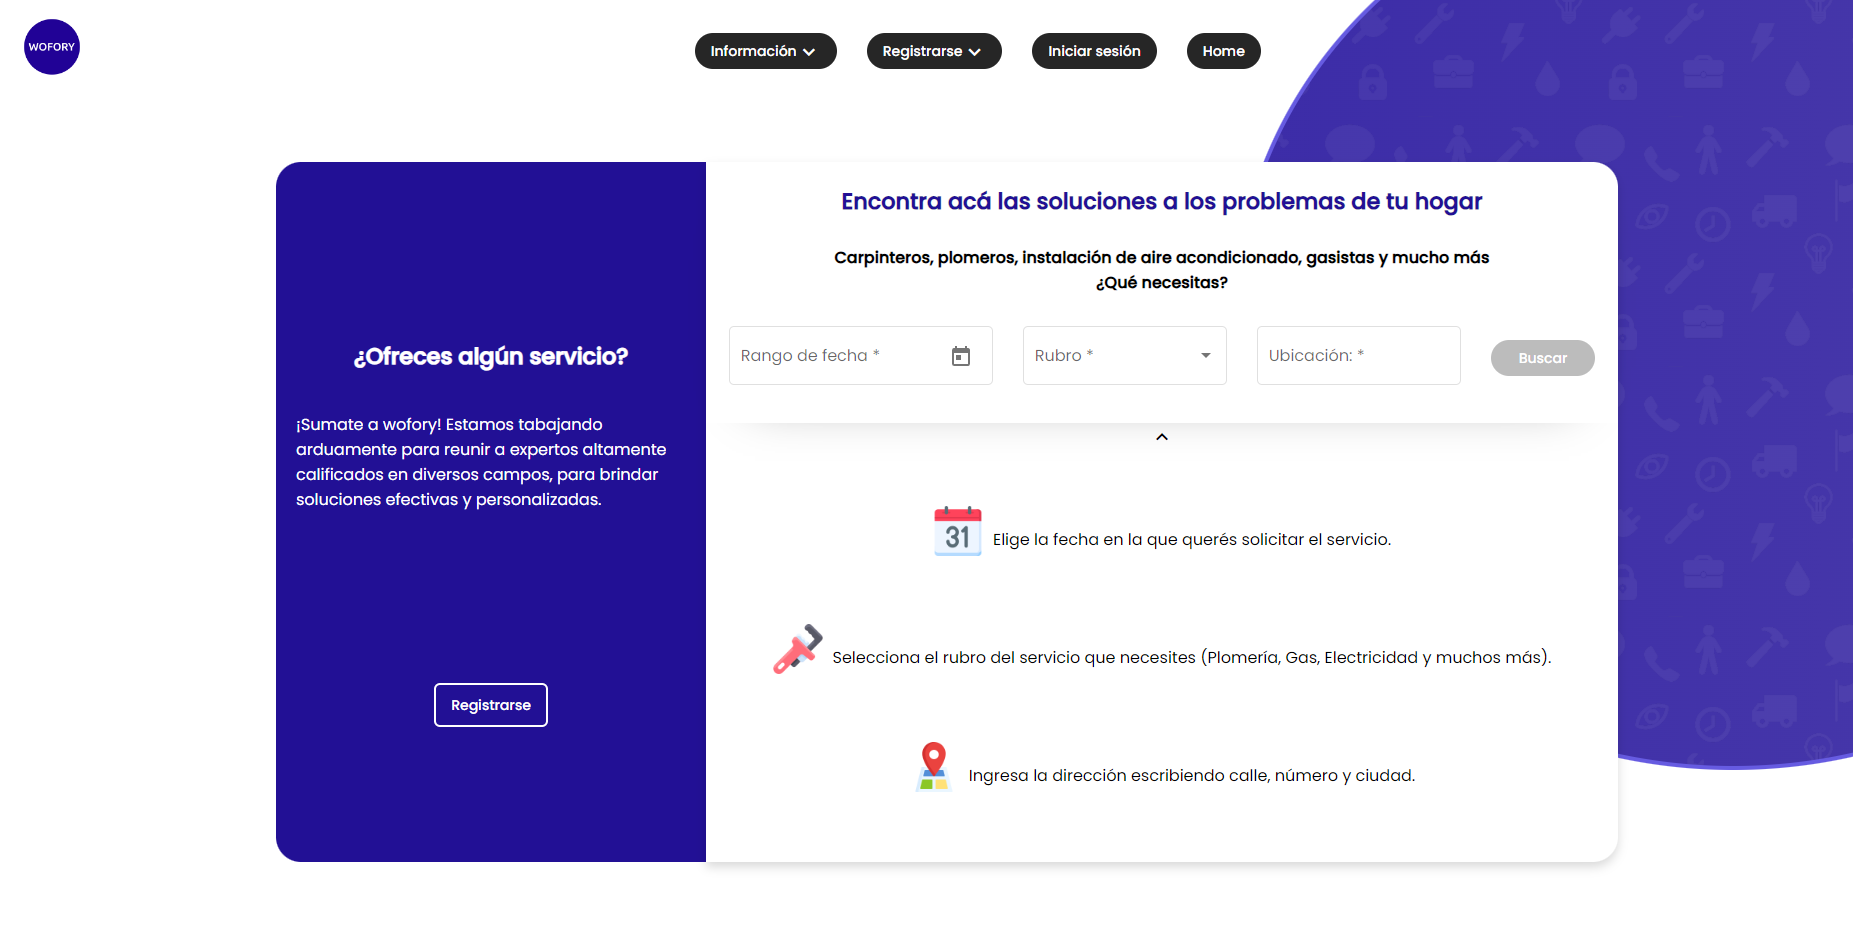 WOFORY
Información
Registrarse
Iniciar sesión
Home
¿Ofreces algún servicio?
¡Sumate a wofory! Estamos tabajando
arduamente para reunir a expertos altamente
calificados en diversos campos, para brindar
soluciones efectivas y personalizadas.
Registrarse
Encontra acá las soluciones a los problemas de tu hogar
Carpinteros, plomeros, instalación de aire acondicionado, gasistas y mucho más
¿Qué necesitas?
Rango de fecha *
Rubro *
Ubicación: *
Buscar
31
Elige la fecha en la que querés solicitar el servicio.
Selecciona el rubro del servicio que necesites (Plomería, Gas, Electricidad y muchos más).
Ingresa la dirección escribiendo calle, número y ciudad.